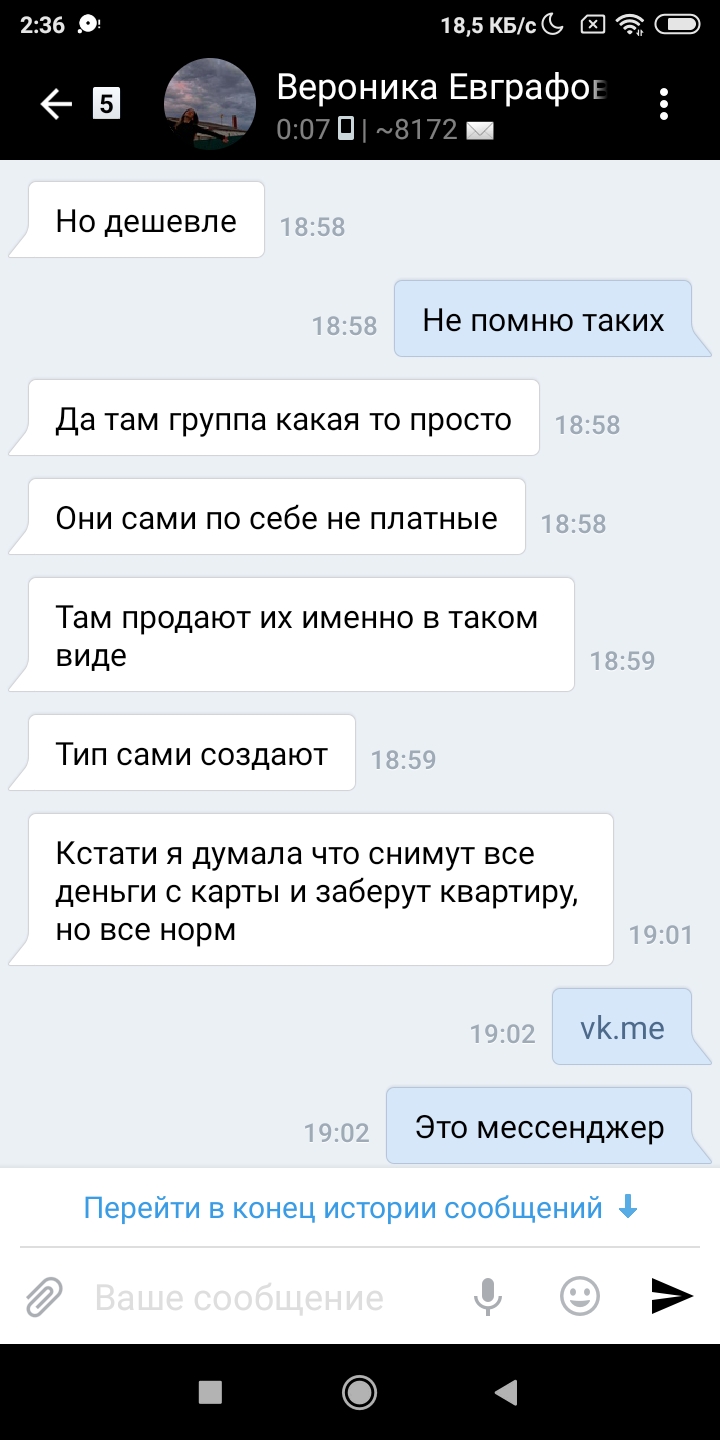 2:36
18,5 КБ/с
5
Вероника Евграфов
0:07 | ~8172
Но дешевле
18:58
18:58
Не помню таких
Да там группа какая то просто
18:58
Они сами по себе не платные
18:58
Там продают их именно в таком
виде
18:59
Тип сами создают
18:59
Кстати я думала что снимут все
деньги с карты и заберут квартиру,
но все норм
19:01
19:02
vk.me
19:02
Это мессенджер
Перейти в конец истории сообщений
Ваше сообщение